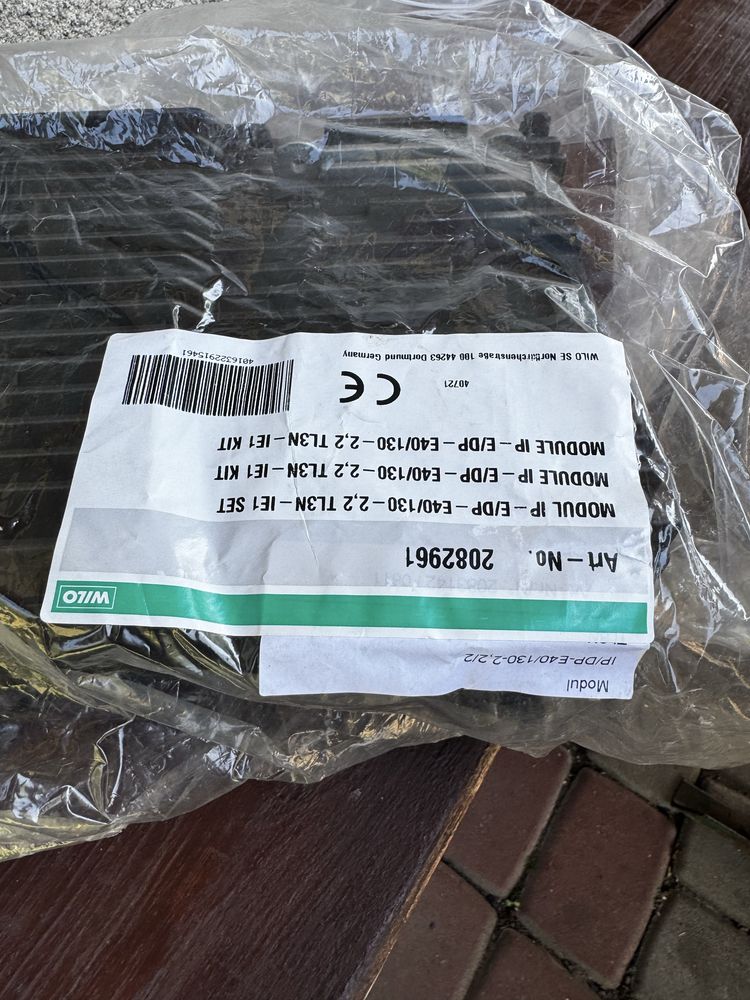 Modul
IP/DP-E40/130-2,2/2
WILO
Art-No. 2082961
MODUL IP-E/DP-E40/130-2,2 TL3N-IE1 SET
MODULE IP-E/DP-E40/130-2,2 TL3N-IE1 KIT
MODULE IP-E/DP-E40/130-2,2 TL3N-IE1 KIT
40721
CE
WILO SE Nortkirchenstraße 100 44263 Dortmund Germany
4016322915461